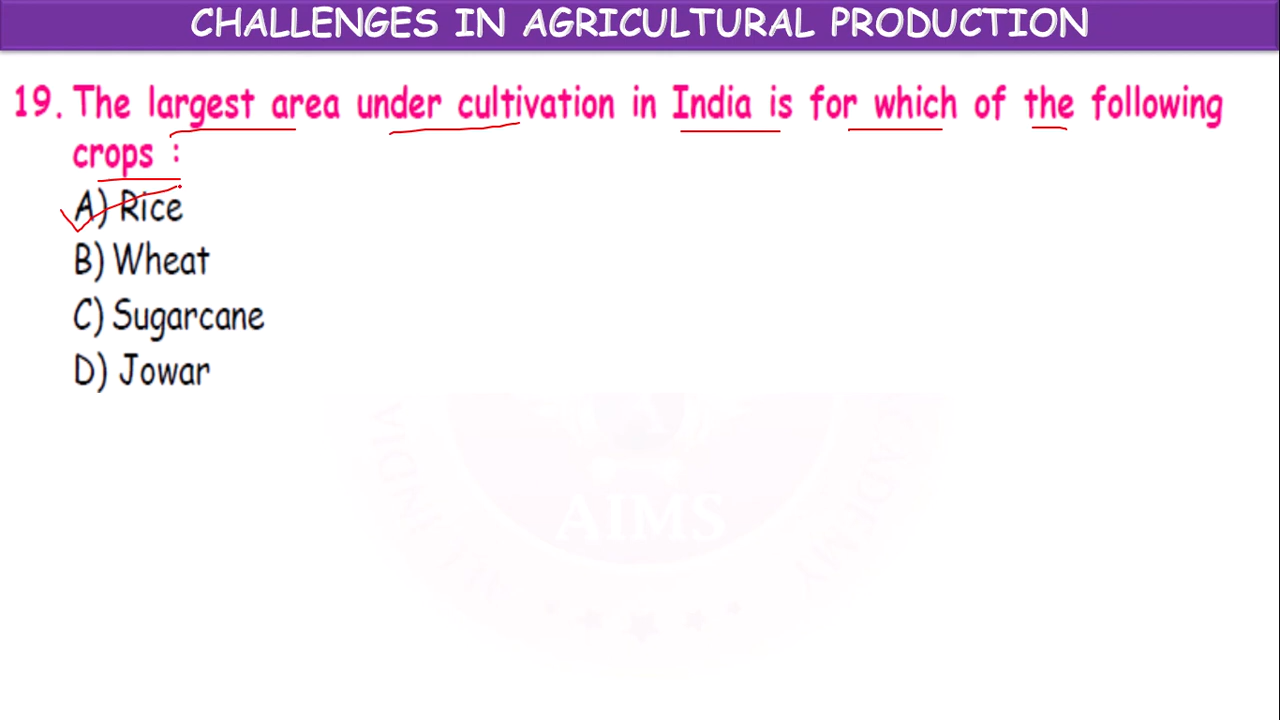 CHALLENGES IN AGRICULTURAL PRODUCTION
19. The largest area under cultivation in India is for which of the following
crops :
A) Rice
B) Wheat
C) Sugarcane
D) Jowar
AIMS